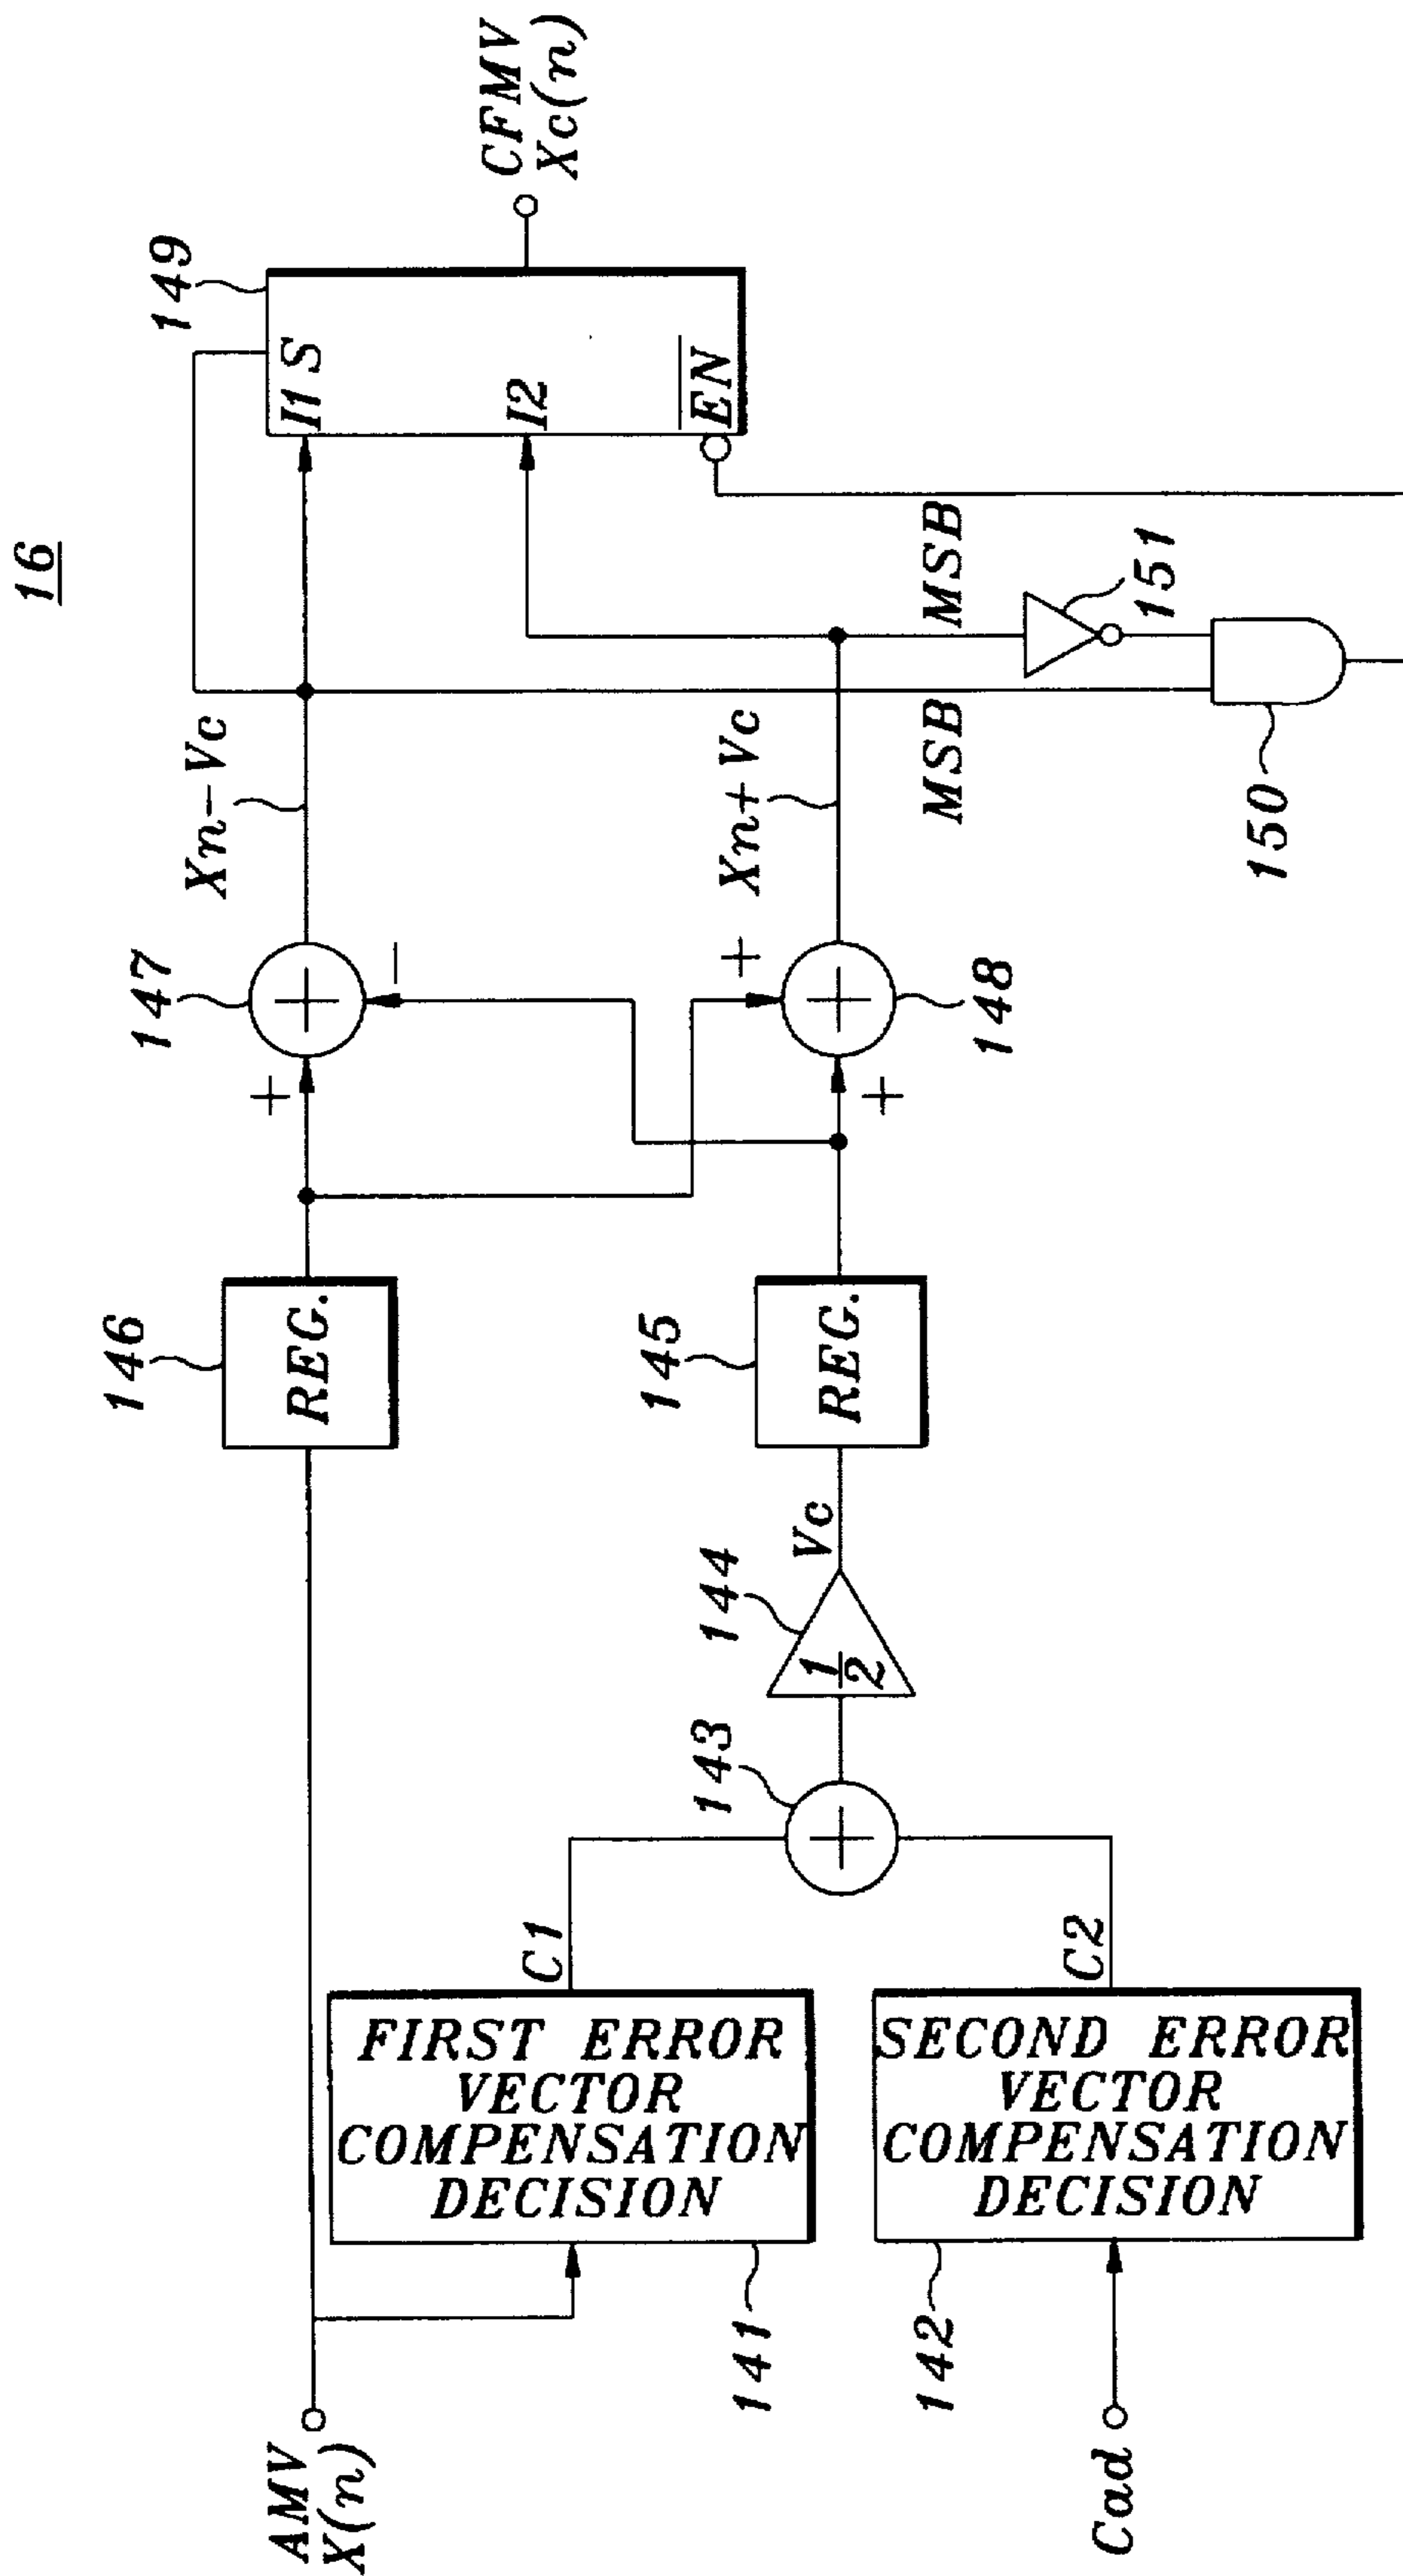 16
AMV
X(n)
141
FIRST ERROR
VECTOR
COMPENSATION
DECISION
C1
Cad
142
SECOND ERROR
VECTOR
COMPENSATION
DECISION
C2
143
+
144
1
2
Vc
146
REG.
145
REG.
+
147
+
−
Xn−Vc
+
+
148
+
Xn+Vc
MSB
MSB
151
150
149
I1 S
I2
EN
CFMV
Xc(n)